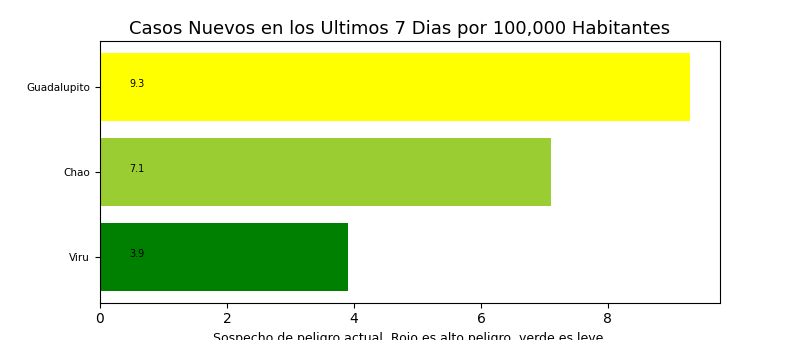 Casos Nuevos en los Ultimos 7 Dias por 100,000 Habitantes
Guadalupito
9.3
Chao
7.1
Viru
3.9
0 2 4 6 8
Sospecho de peligro actual. Rojo es alto peligro, verde es leve